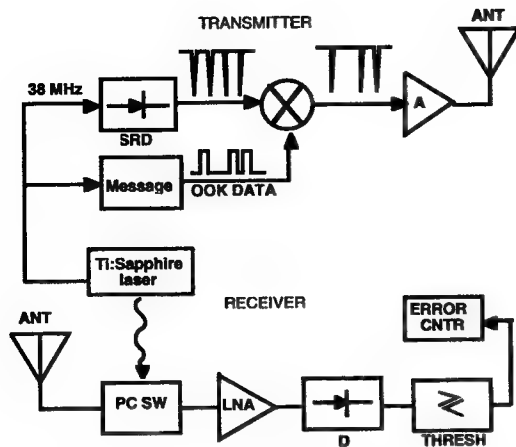 TRANSMITTER
ANT
38 MHz
SRD
A
Message
OOK DATA
Ti:Sapphire
laser
RECEIVER
ANT
ERROR
CNTR
PC SW
LNA
D
THRESH